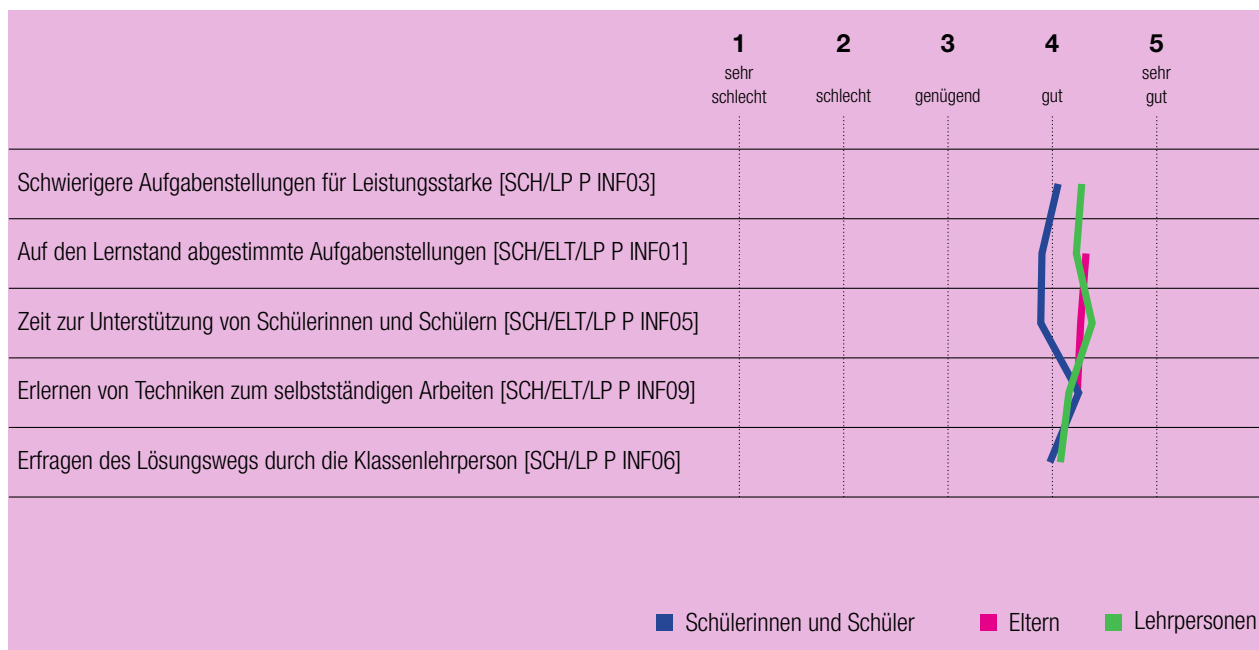 1 2 3 4 5
sehr schlecht schlecht genügend gut sehr gut
Schwierigere Aufgabenstellungen für Leistungsstarke [SCH/LP P INF03]
Auf den Lernstand abgestimmte Aufgabenstellungen [SCH/ELT/LP P INF01]
Zeit zur Unterstützung von Schülerinnen und Schülern [SCH/ELT/LP P INF05]
Erlernen von Techniken zum selbstständigen Arbeiten [SCH/ELT/LP P INF09]
Erfragen des Lösungswegs durch die Klassenlehrperson [SCH/LP P INF06]
Schülerinnen und Schüler Eltern Lehrpersonen